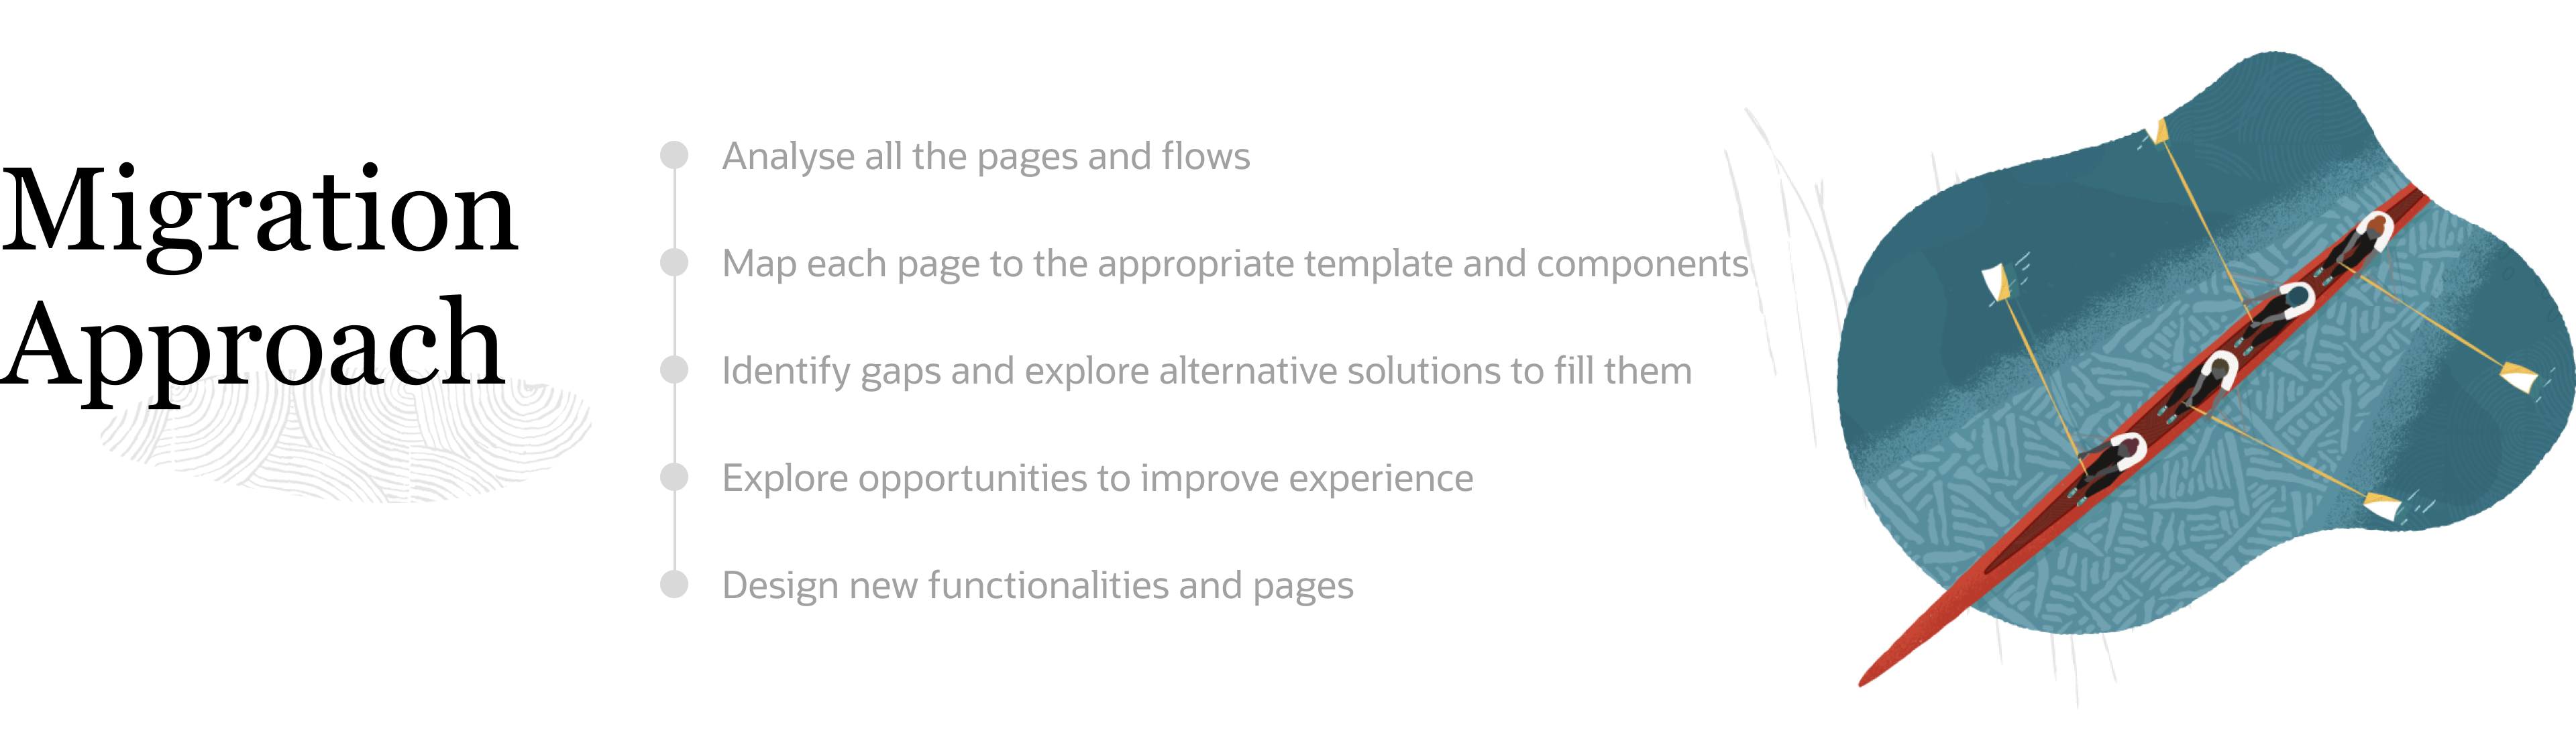 Migration
Approach
Analyse all the pages and flows
Map each page to the appropriate template and components
Identify gaps and explore alternative solutions to fill them
Explore opportunities to improve experience
Design new functionalities and pages